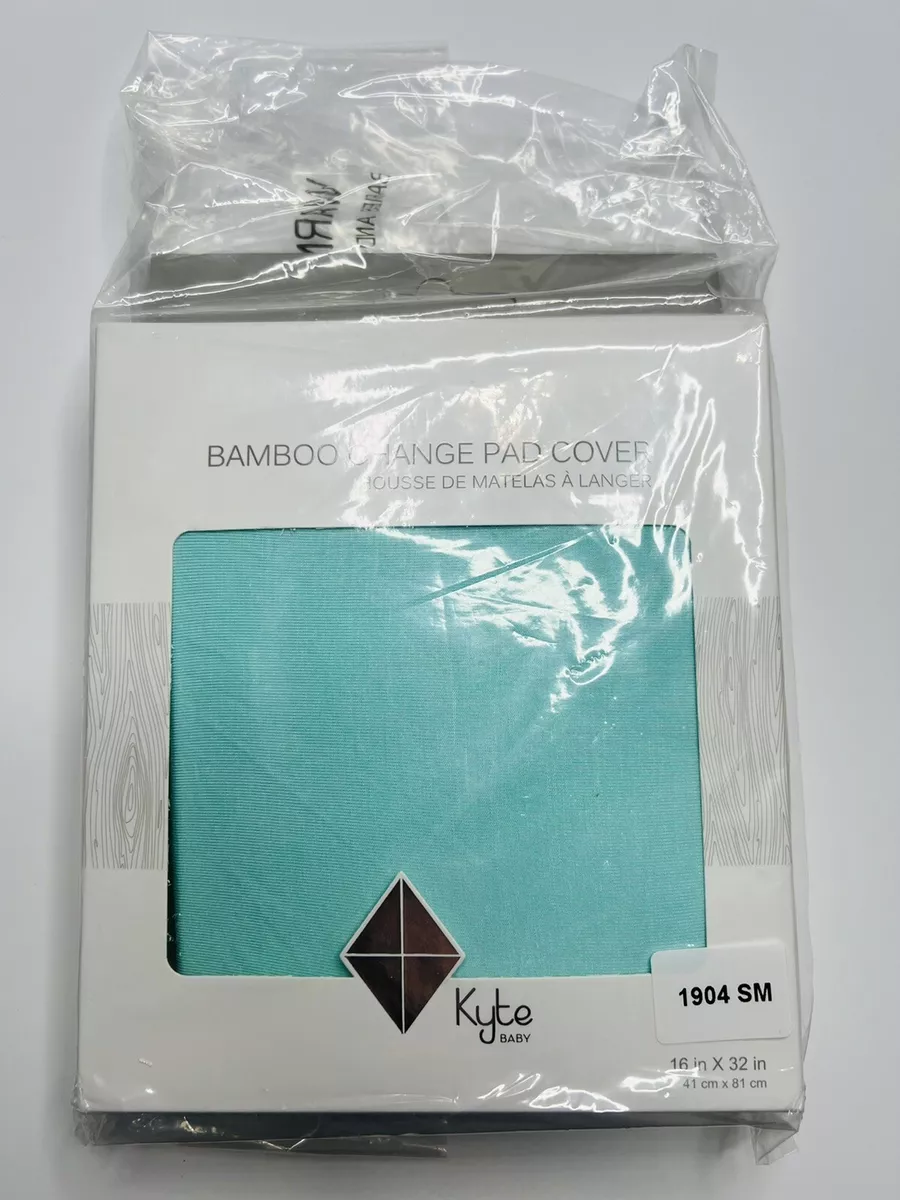 WARN
BAMBOO CHANGE PAD COVER
HOUSSE DE MATELAS À LANGER
Kyte
BABY
1904 SM
16 in X 32 in
41 cm x 81 cm